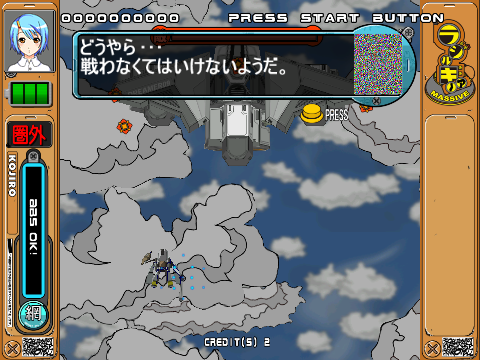 0000000000
PRESS START BUTTON
どうやら・・・
戦わなくてはいけないようだ。
PRESS
ラジルギ
MASSIVE
圏外
KOJIRO
aas OK!
網
CREDIT(S) 2